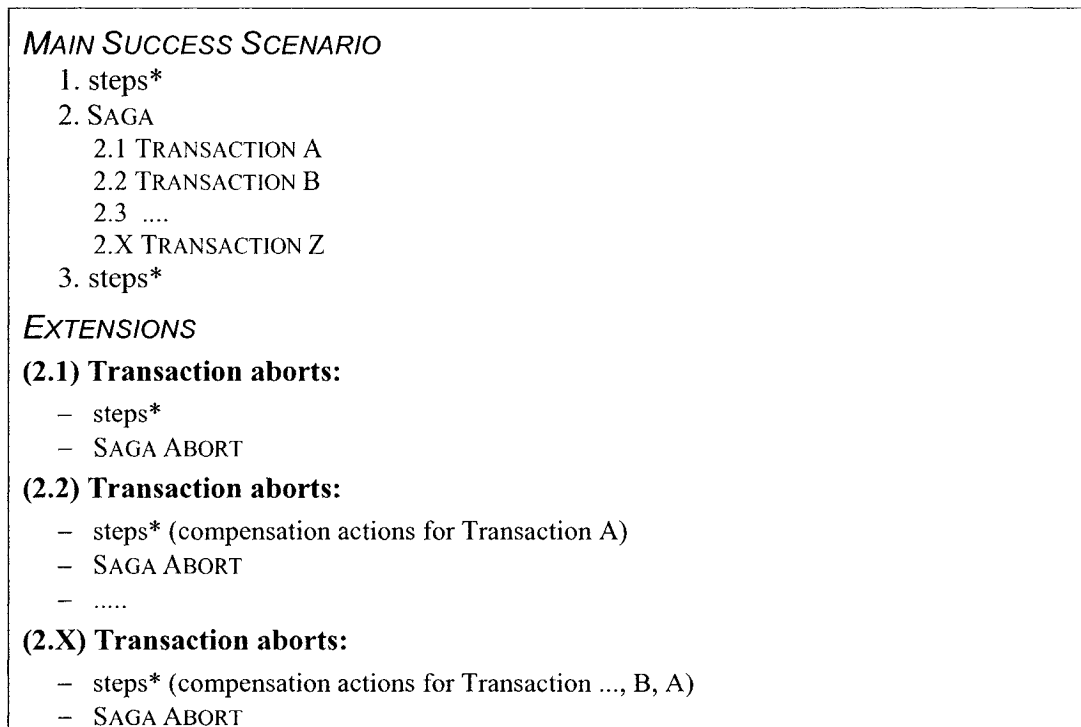 MAIN SUCCESS SCENARIO
1. steps*
2. SAGA
2.1 TRANSACTION A
2.2 TRANSACTION B
2.3 ....
2.X TRANSACTION Z
3. steps*
EXTENSIONS
(2.1) Transaction aborts:
– steps*
– SAGA ABORT
(2.2) Transaction aborts:
– steps* (compensation actions for Transaction A)
– SAGA ABORT
– .....
(2.X) Transaction aborts:
– steps* (compensation actions for Transaction ..., B, A)
– SAGA ABORT